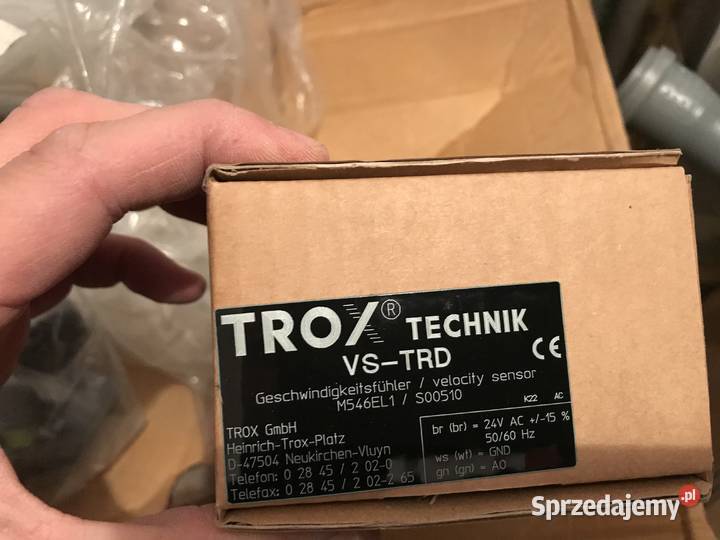 TROX® TECHNIK
VS-TRD
CE
Geschwindigkeitsfühler / velocity sensor
M546EL1 / S00510
K22 AC
TROX GmbH
Heinrich-Trox-Platz
D-47504 Neukirchen-Vluyn
Telefon: 0 28 45 / 2 02-0
Telefax: 0 28 45 / 2 02-2 65
br (br) = 24V AC +/-15 %
50/60 Hz
ws (wt) = GND
gn (gn) = AO
Sprzedajemy.pl